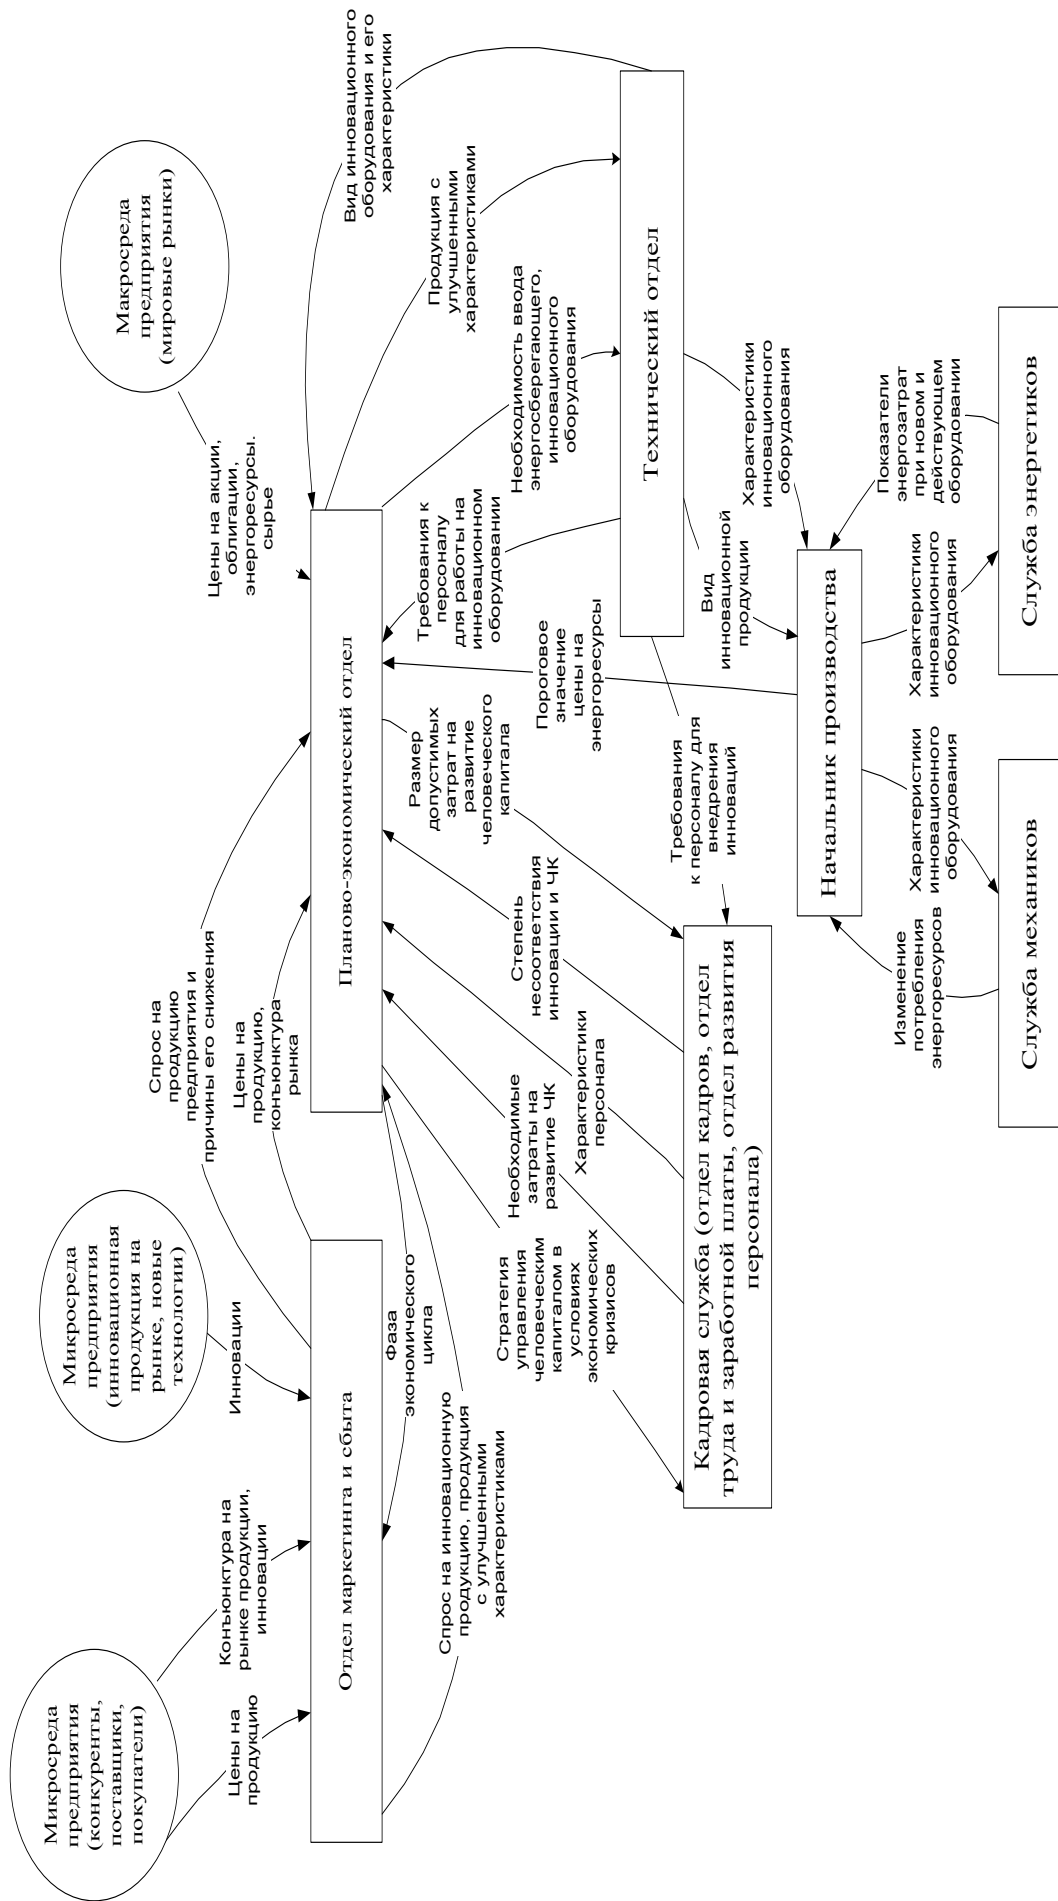 Микросреда
предприятия
(конкуренты,
поставщики,
покупатели)
Микросреда
предприятия
(инновационная
продукция на
рынке, новые
технологии)
Макросреда
предприятия
(мировые рынки)
Цены на
продукцию
Конъюнктура на
рынке продукции,
инновации
Инновации
Спрос на
продукцию
предприятия и
причины его снижения
Цены на
продукцию,
конъюнктура
рынка
Цены на акции,
облигации,
энергоресурсы.
сырье
Вид инновационного
оборудования и его
характеристики
Отдел маркетинга и сбыта
Планово-экономический отдел
Фаза
экономического
цикла
Спрос на инновационную
продукцию, продукция
с улучшенными
характеристиками
Стратегия
управления
человеческим
капиталом в
условиях
экономических
кризисов
Необходимые
затраты на
развитие ЧК
Характеристики
персонала
Степень
несоответствия
инновации и ЧК
Размер
допустимых
затрат на
развитие
человеческого
капитала
Пороговое
значение
цены на
энергоресурсы
Требования к
персоналу
для работы на
инновационном
оборудовании
Необходимость ввода
энергосберегающего,
инновационного
оборудования
Продукция с
улучшенными
характеристиками
Технический отдел
Кадровая служба (отдел кадров, отдел
труда и заработной платы, отдел развития
персонала)
Требования
к персоналу для
внедрения
инноваций
Вид
инновационной
продукции
Характеристики
инновационного
оборудования
Начальник производства
Изменение
потребления
энергоресурсов
Характеристики
инновационного
оборудования
Характеристики
инновационного
оборудования
Показатели
энергозатрат
при новом и
действующем
оборудовании
Служба механиков
Служба энергетиков